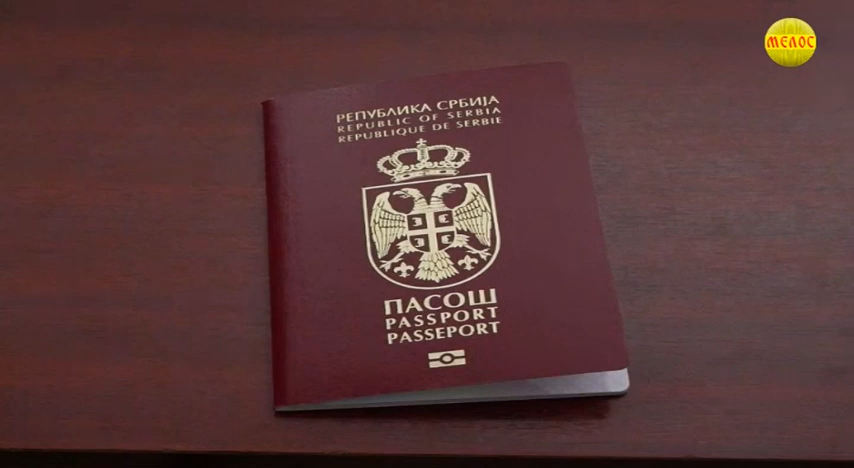 МЕЛОС
РЕПУБЛИКА СРБИЈА
REPUBLIC OF SERBIA
REPUBLIQUE DE SERBIE
ПАСОШ
PASSPORT
PASSEPORT